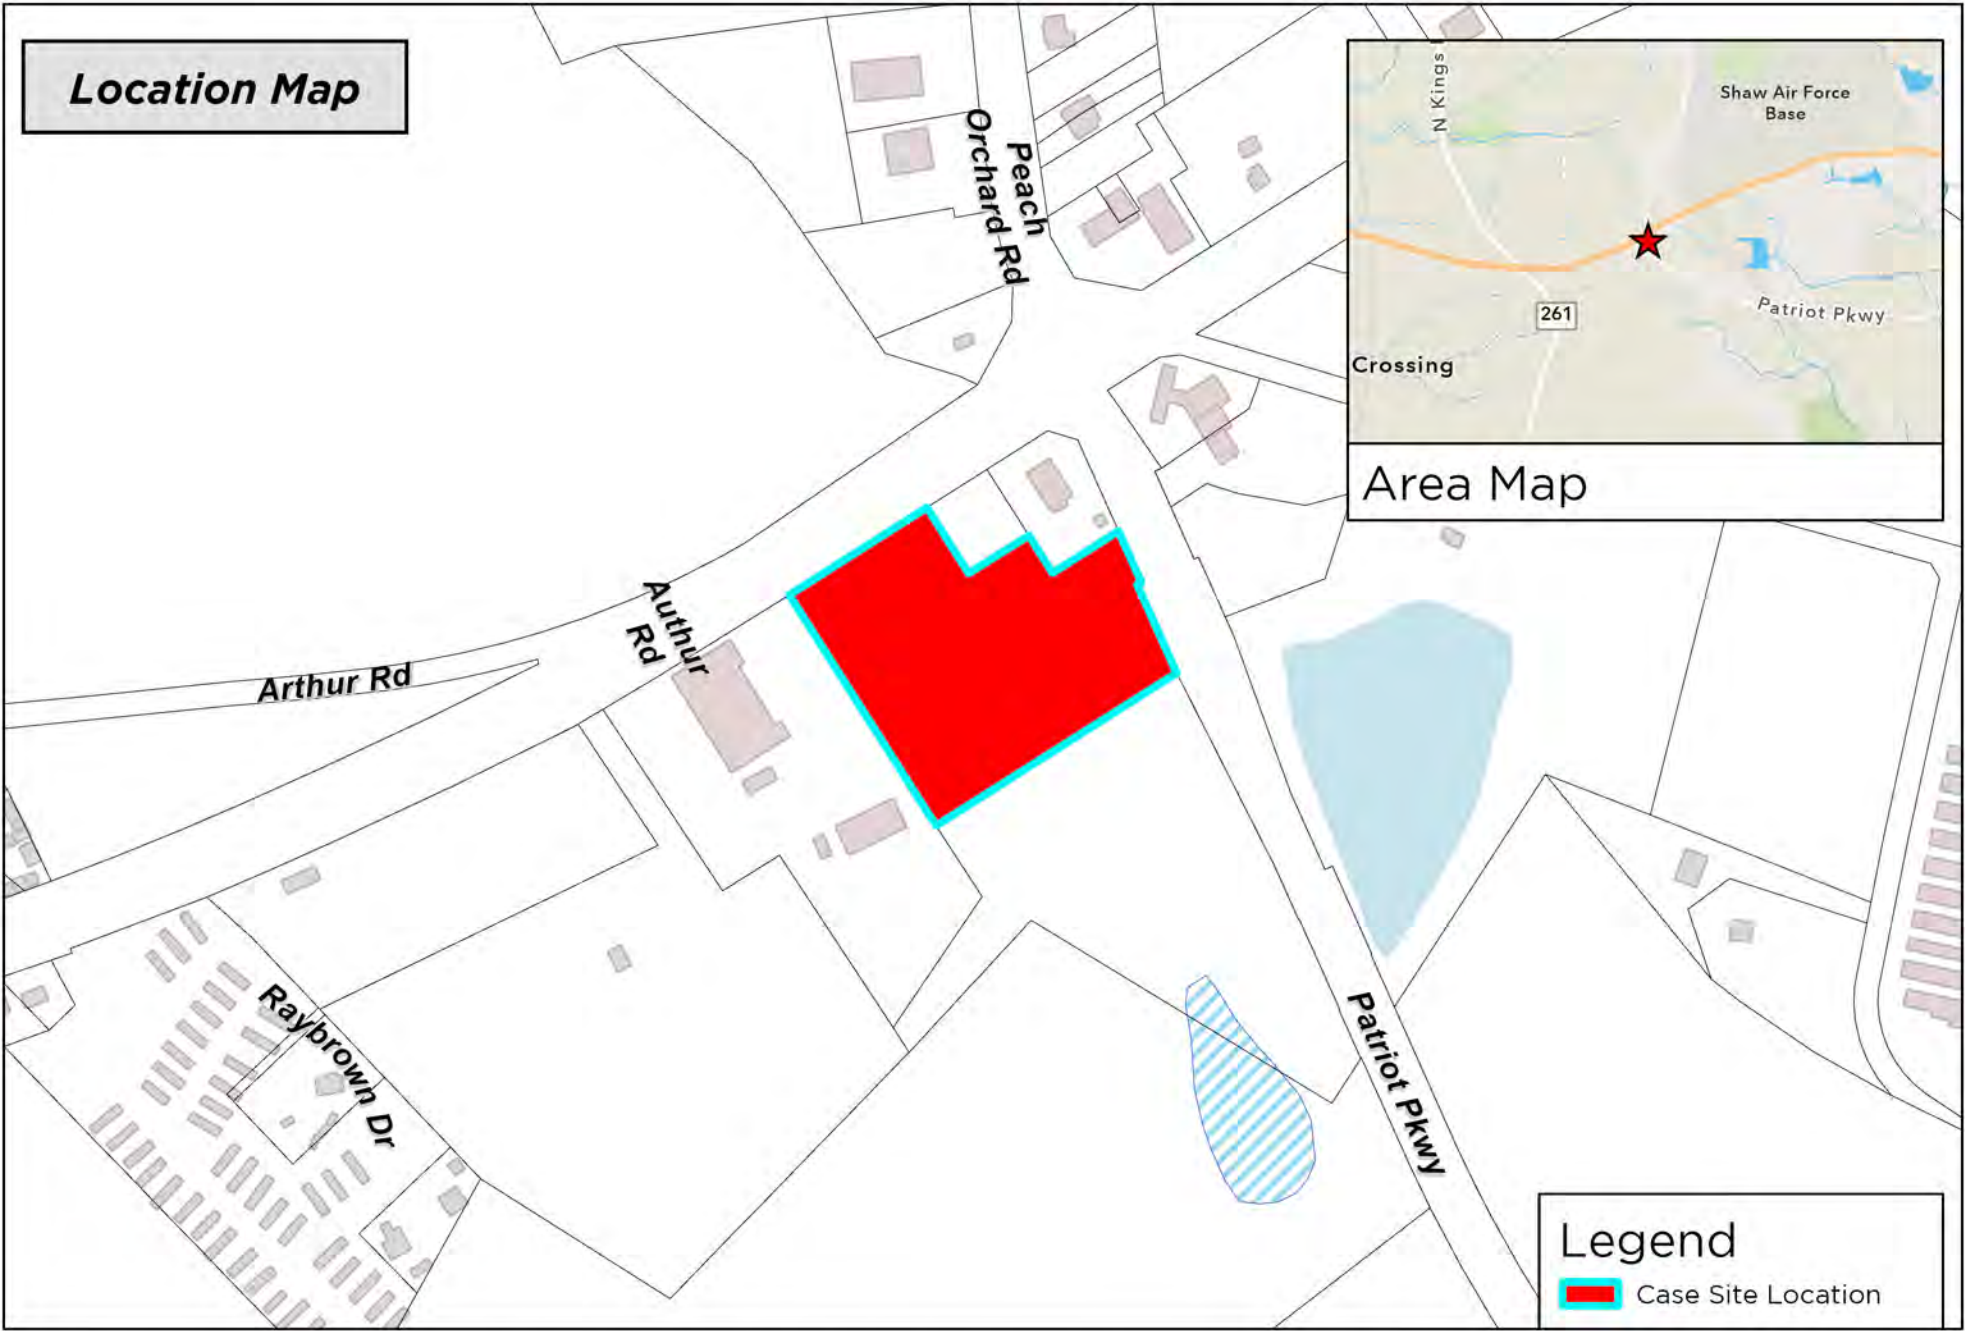 Location Map
Peach
Orchard Rd
N Kings
Shaw Air Force
Base
261
Patriot Pkwy
Crossing
Area Map
Authur
Rd
Arthur Rd
Raybrown Dr
Patriot Pkwy
Legend
Case Site Location